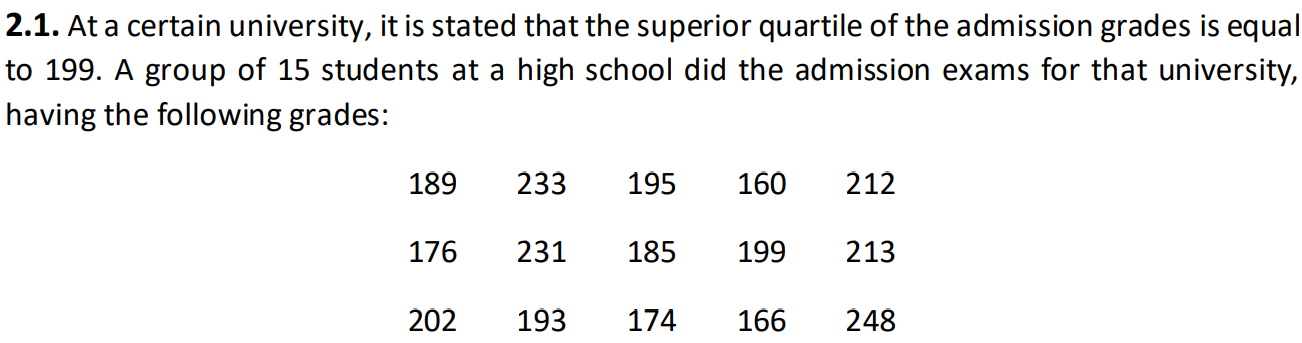 2.1. At a certain university, it is stated that the superior quartile of the admission grades is equal
to 199. A group of 15 students at a high school did the admission exams for that university,
having the following grades:
189 233 195 160 212
176 231 185 199 213
202 193 174 166 248